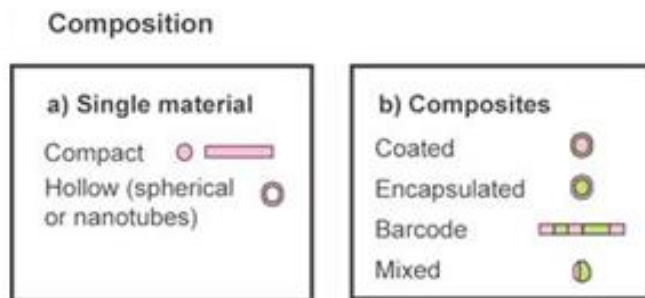 Composition
a) Single material
Compact
Hollow (spherical
or nanotubes)
b) Composites
Coated
Encapsulated
Barcode
Mixed